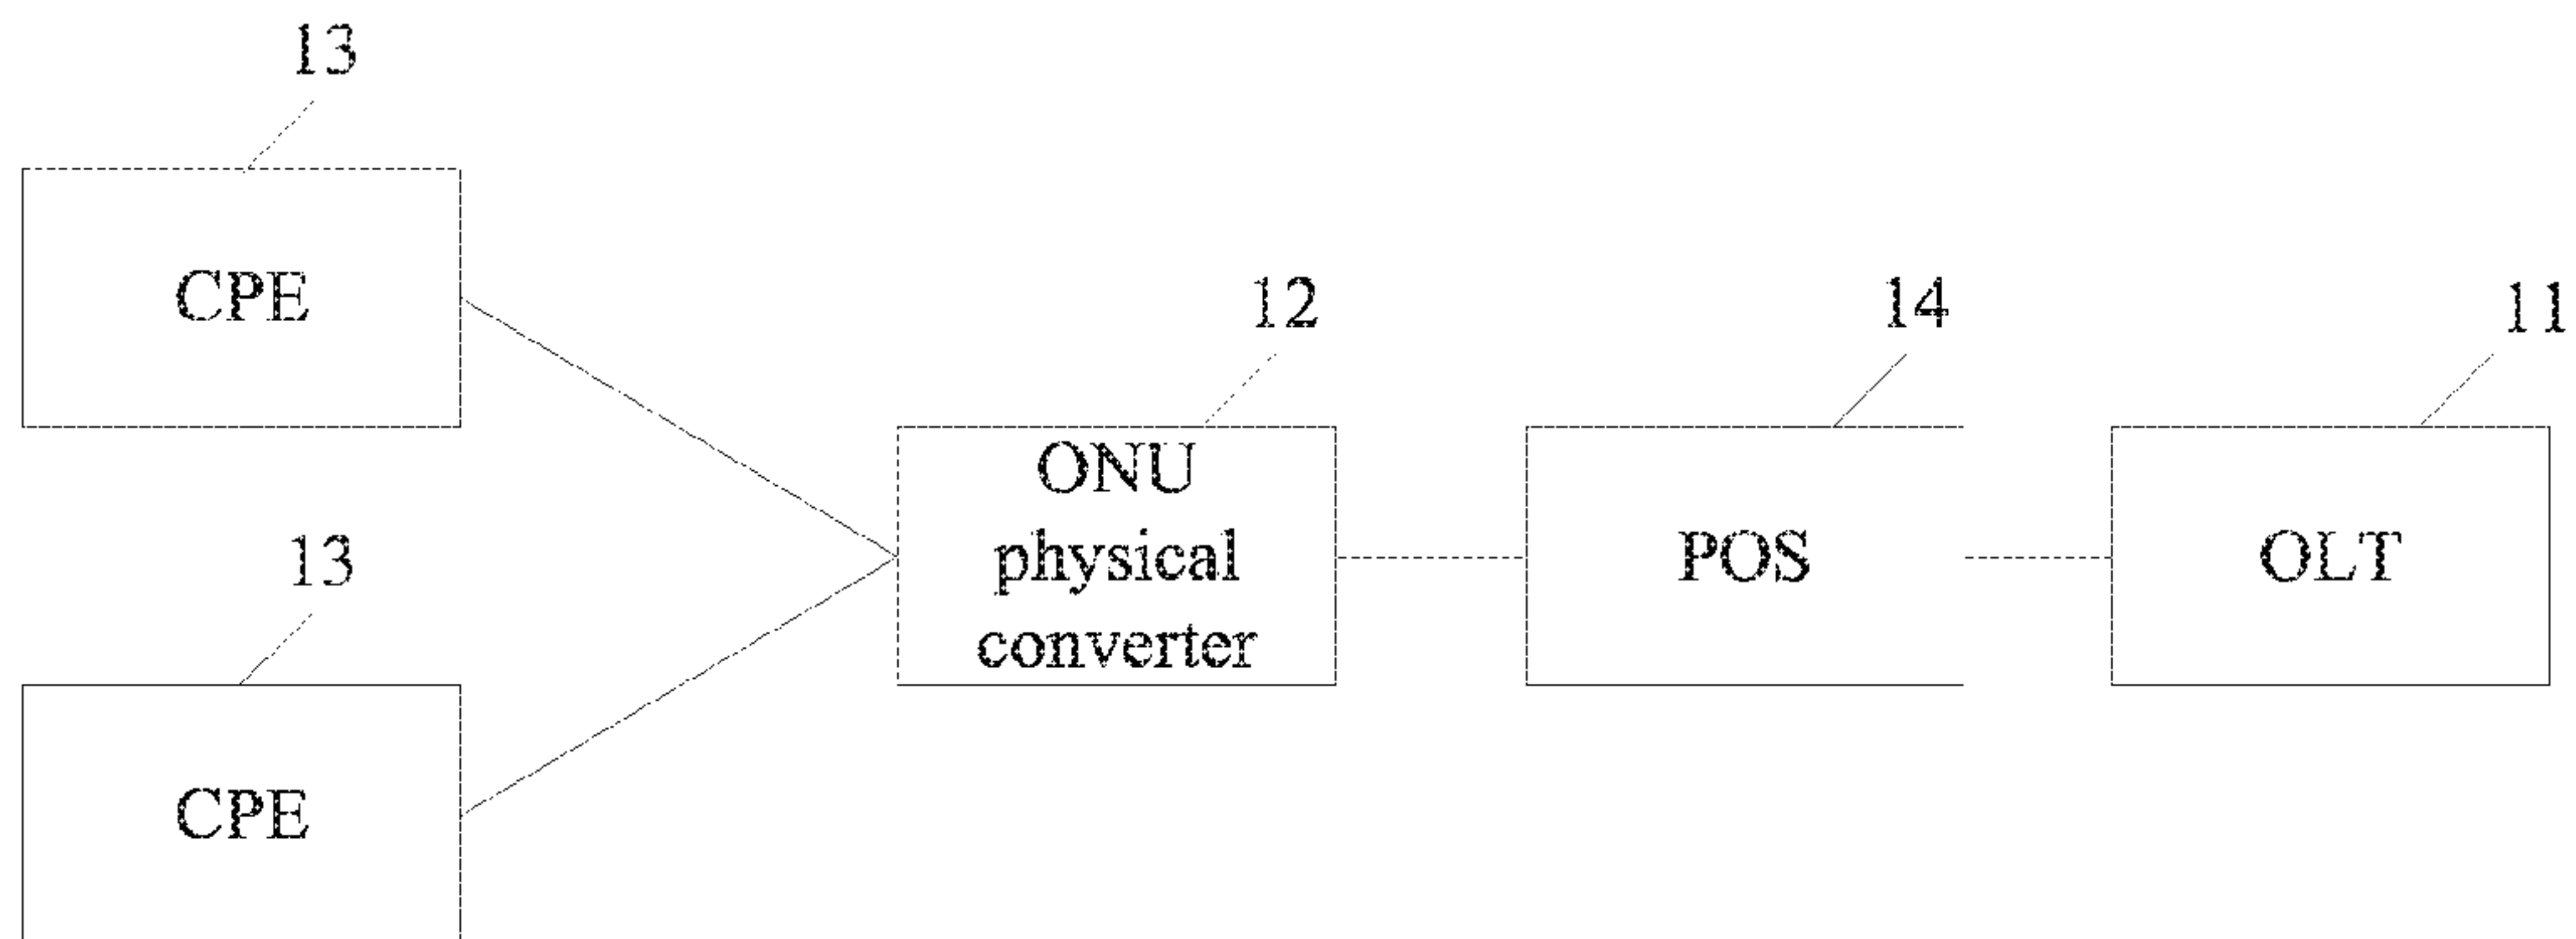 13
CPE
12
14
11
ONU
physical
converter
POS
OLT
13
CPE